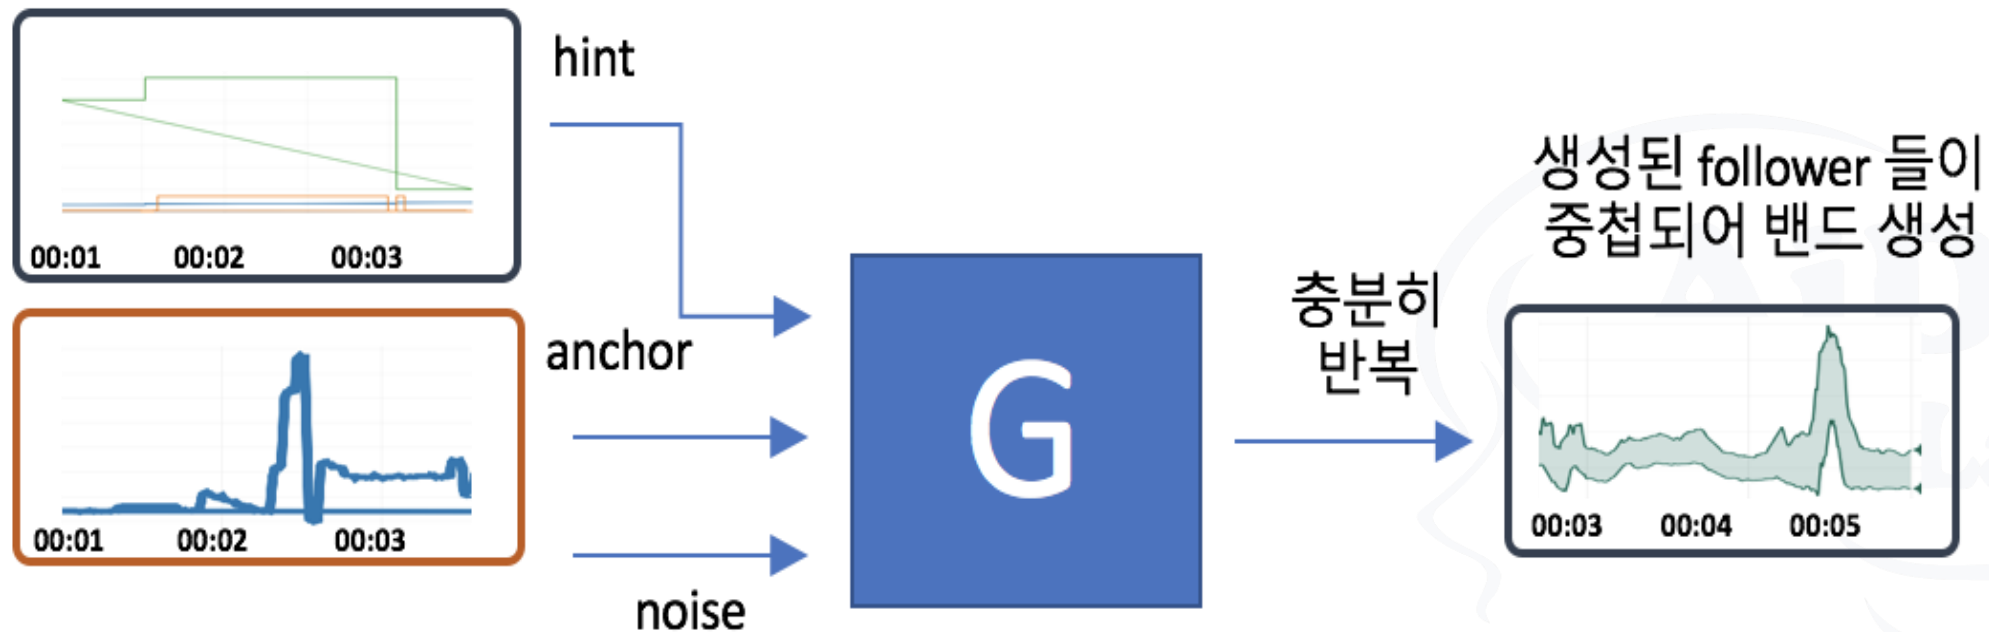 hint
00:01 00:02 00:03
anchor
00:01 00:02 00:03
noise
G
충분히
반복
생성된 follower 들이
중첩되어 밴드 생성
00:03 00:04 00:05